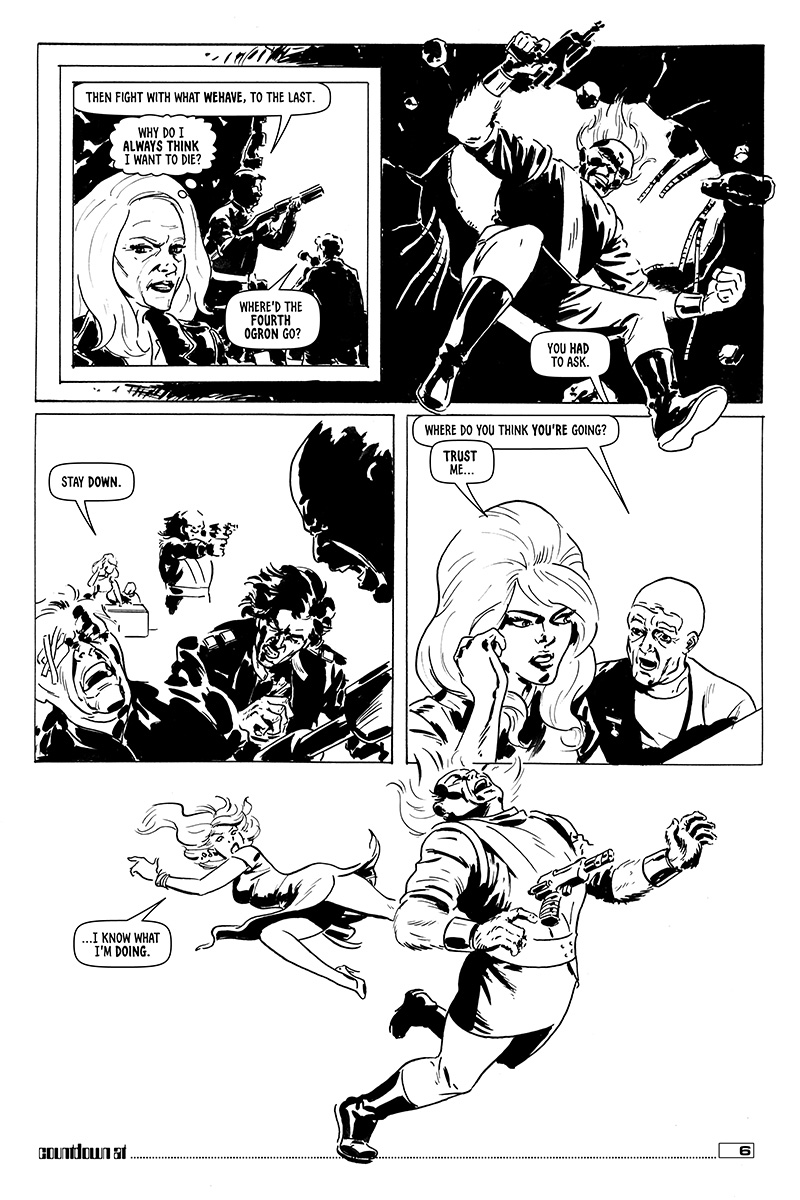 THEN FIGHT WITH WHAT WEHAVE, TO THE LAST.
WHY DO I
ALWAYS THINK
I WANT TO DIE?
WHERE'D THE
FOURTH
OGRON GO?
YOU HAD
TO ASK.
STAY DOWN.
WHERE DO YOU THINK YOU'RE GOING?
TRUST
ME...
...I KNOW WHAT
I'M DOING.
countdown at 6